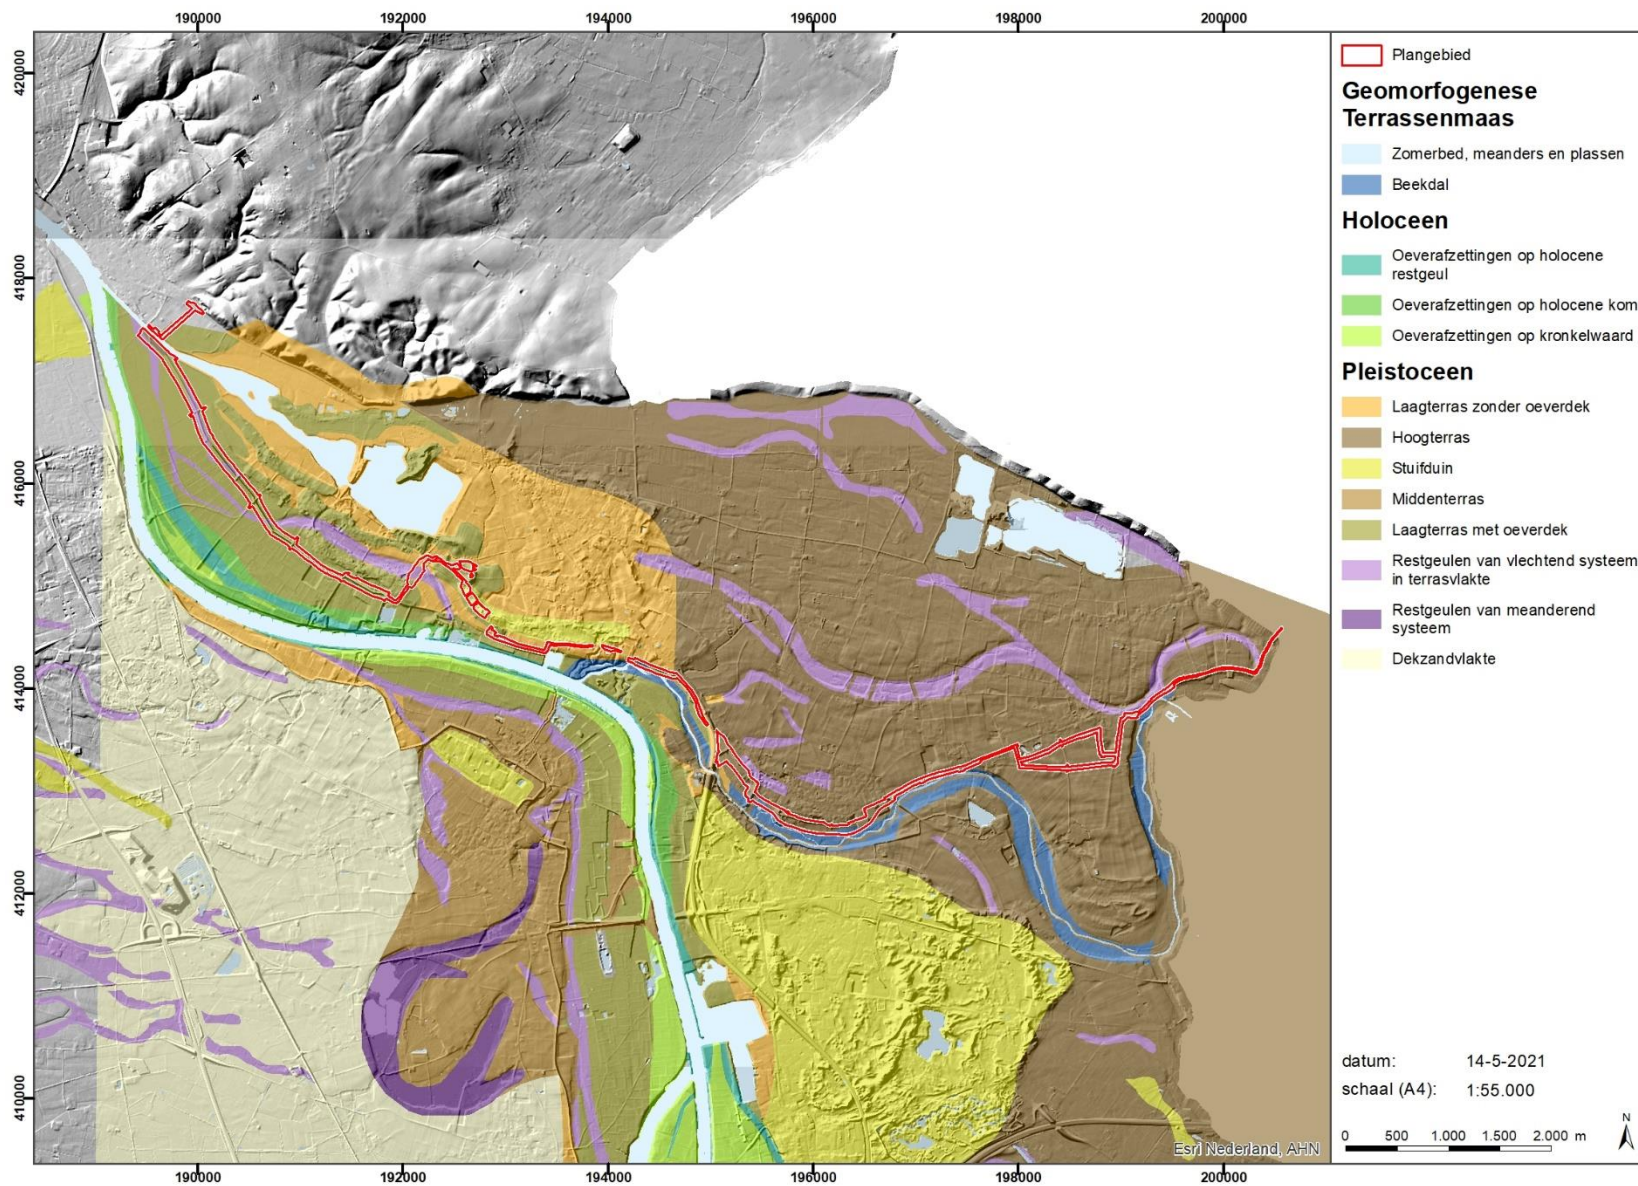 190000 192000 194000 196000 198000 200000
420000
418000
416000
414000
412000
410000
190000 192000 194000 196000 198000 200000
Esri Nederland, AHN
Plangebied
Geomorfogenese
Terrassenmaas
Zomerbed, meanders en plassen
Beekdal
Holoceen
Oeverafzettingen op holocene
restgeul
Oeverafzettingen op holocene kom
Oeverafzettingen op kronkelwaard
Pleistoceen
Laagterras zonder oeverdek
Hoogterras
Stuifduin
Middenterras
Laagterras met oeverdek
Restgeulen van vlechtend systeem
in terrasvlakte
Restgeulen van meanderend
systeem
Dekzandvlakte
datum: 14-5-2021
schaal (A4): 1:55.000
N
0 500 1.000 1.500 2.000 m